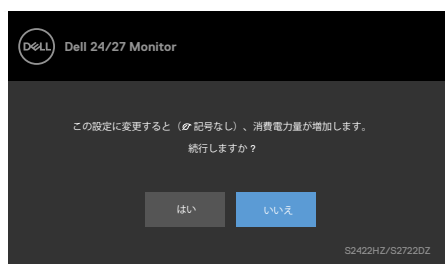 DELL Dell 24/27 Monitor
この設定に変更すると（ 記号なし）、消費電力量が増加します。
続行しますか？
はい いいえ
S2422HZ/S2722DZ